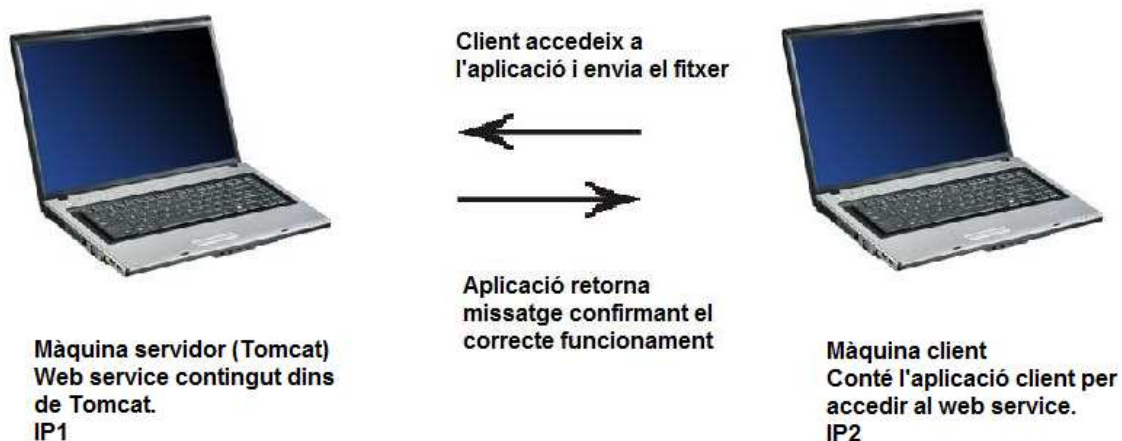 Client accedeix a
l'aplicació i envia el fitxer
Aplicació retorna
missatge confirmant el
correcte funcionament
Màquina servidor (Tomcat)
Web service contingut dins
de Tomcat.
IP1
Màquina client
Conté l'aplicació client per
accedir al web service.
IP2